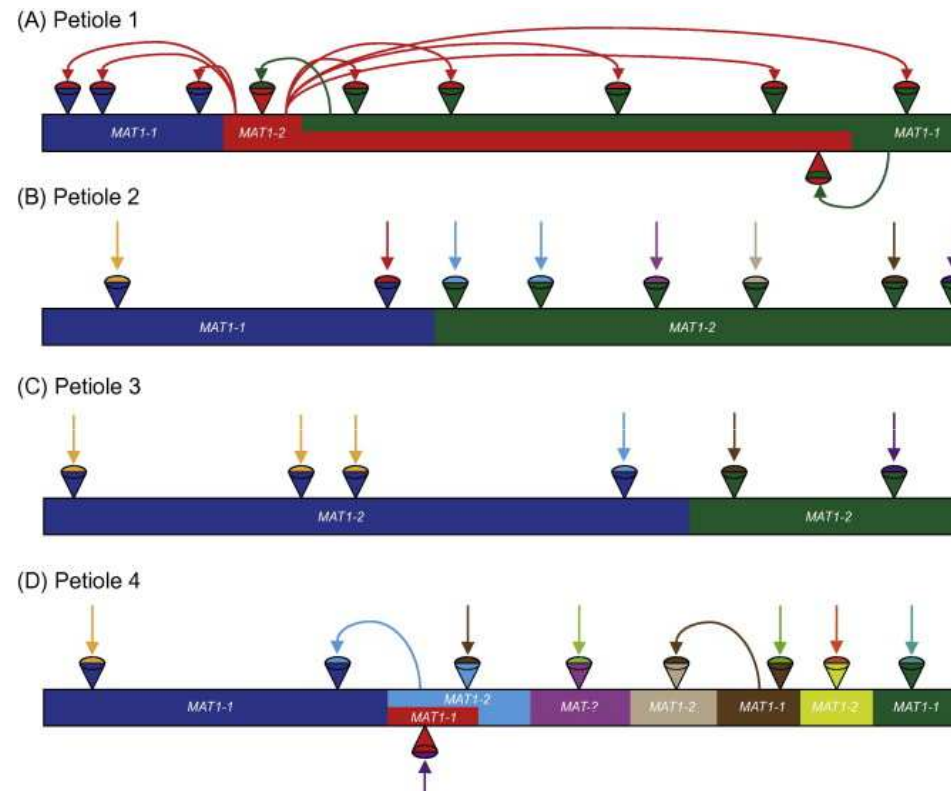 (A) Petiole 1
MAT1-1
MAT1-2
MAT1-1
(B) Petiole 2
MAT1-1
MAT1-2
(C) Petiole 3
MAT1-2
MAT1-2
(D) Petiole 4
MAT1-1
MAT1-2
MAT1-1
MAT-?
MAT1-2
MAT1-1
MAT1-2
MAT1-1